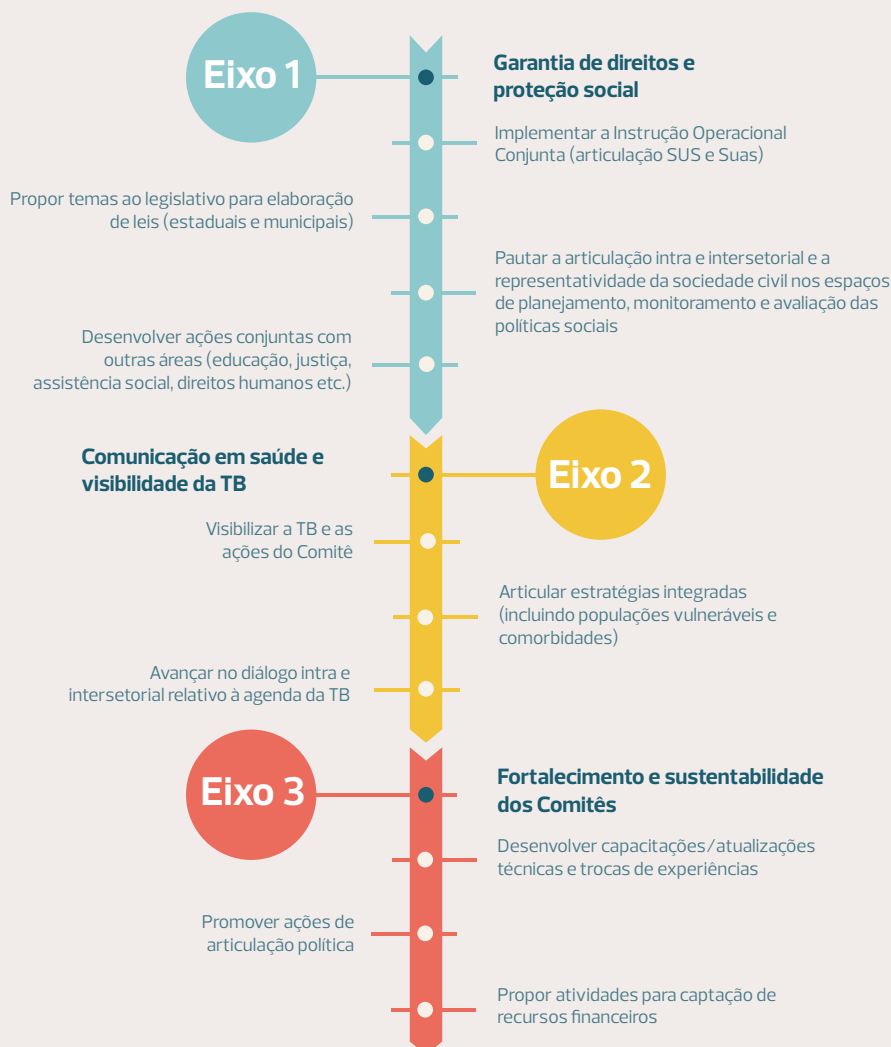 Eixo 1
Garantia de direitos e
proteção social
Implementar a Instrução Operacional
Conjunta (articulação SUS e Suas)
Propor temas ao legislativo para elaboração
de leis (estaduais e municipais)
Pautar a articulação intra e intersetorial e a
representatividade da sociedade civil nos espaços
de planejamento, monitoramento e avaliação das
políticas sociais
Desenvolver ações conjuntas com
outras áreas (educação, justiça,
assistência social, direitos humanos etc.)
Eixo 2
Comunicação em saúde e
visibilidade da TB
Visibilizar a TB e as
ações do Comitê
Articular estratégias integradas
(incluindo populações vulneráveis e
comorbidades)
Avançar no diálogo intra e
intersetorial relativo à agenda da TB
Eixo 3
Fortalecimento e sustentabilidade
dos Comitês
Desenvolver capacitações/atualizações
técnicas e trocas de experiências
Promover ações de
articulação política
Propor atividades para captação de
recursos financeiros